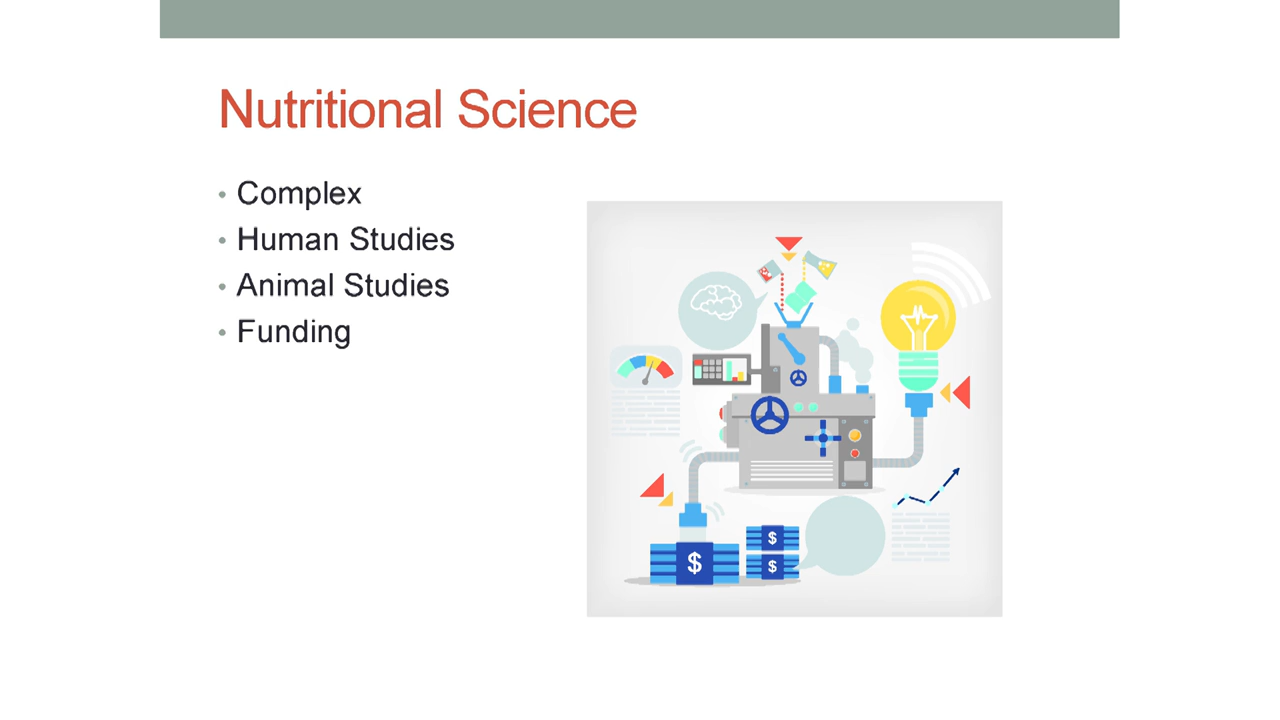 Nutritional Science
• Complex
• Human Studies
• Animal Studies
• Funding
$
$
$